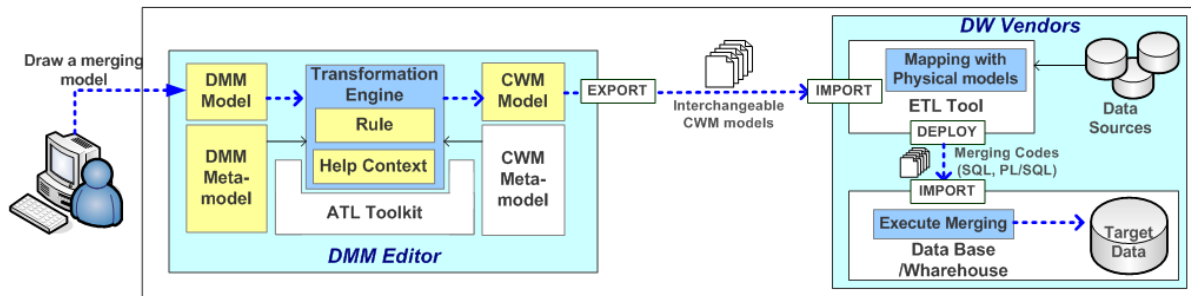 Draw a merging
model
DMM
Model
DMM
Meta-
model
Transformation
Engine
Rule
Help Context
ATL Toolkit
CWM
Model
CWM
Meta-
model
DMM Editor
EXPORT
Interchangeable
CWM models
DW Vendors
IMPORT
Mapping with
Physical models
ETL Tool
Data
Sources
DEPLOY
Merging Codes
(SQL, PL/SQL)
IMPORT
Execute Merging
Data Base
/Wharehouse
Target
Data